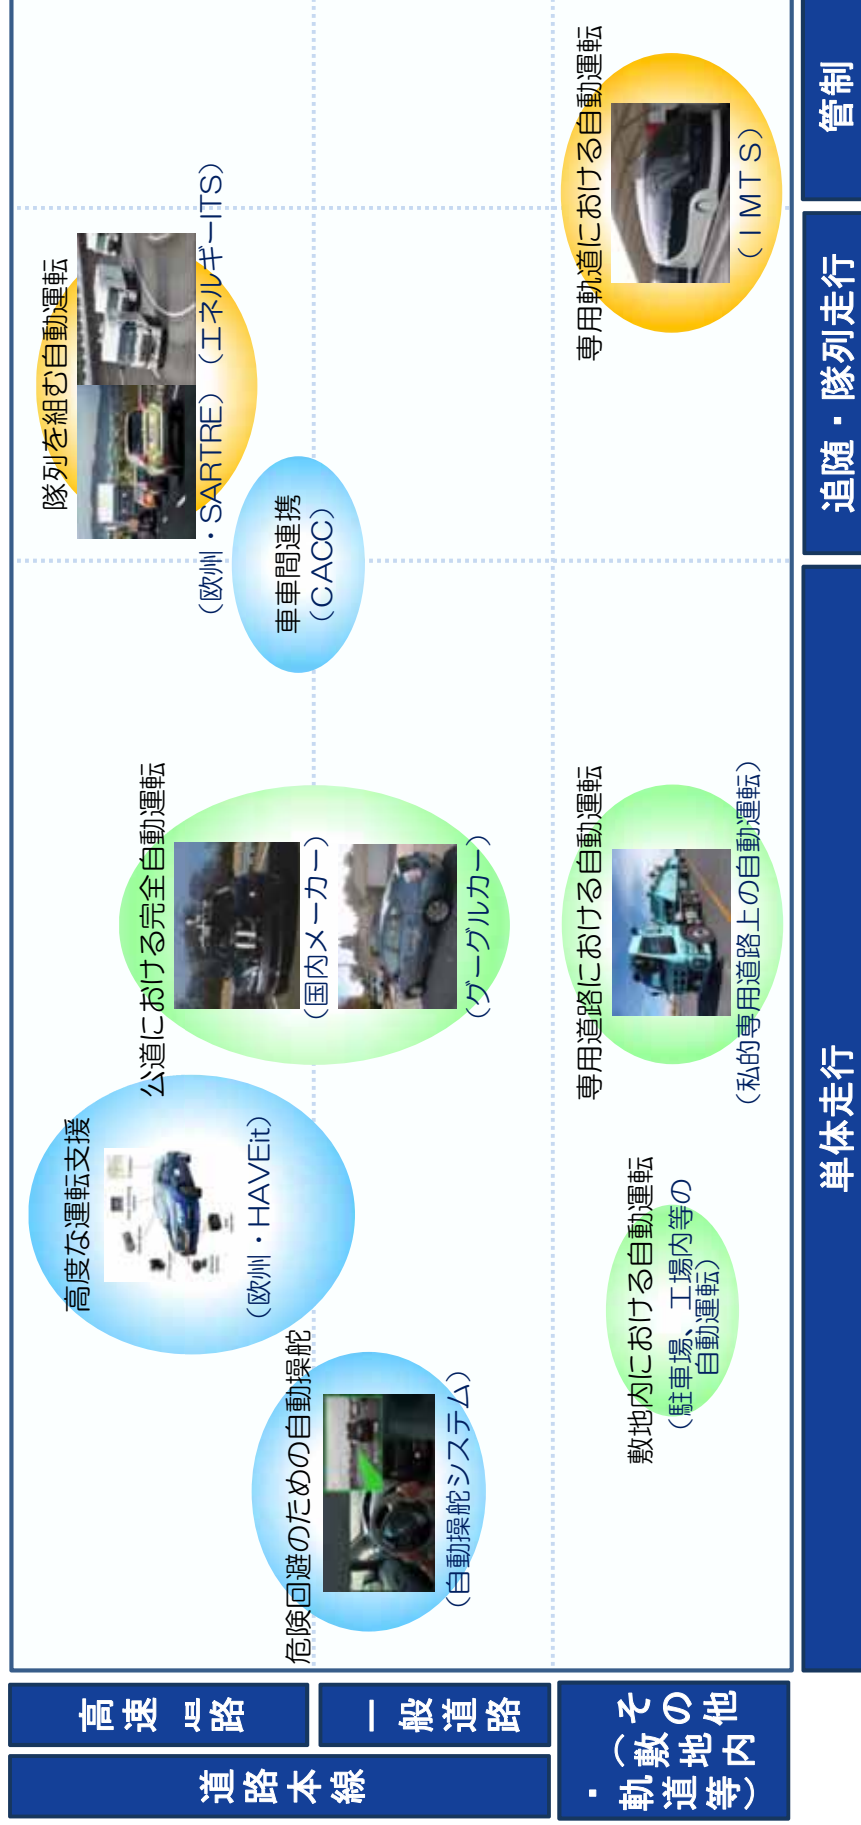 道路本線
高速道路
一般道路
その他
（敷地内
・軌道等）
高度な運転支援
（欧州・HAVEit）
危険回避のための自動操舵
（自動操舵システム）
公道における完全自動運転
（国内メーカー）
（グーグルカー）
隊列を組む自動運転
（欧州・SARTRE）（エネルギーITS）
車車間連携
（CACC）
敷地内における自動運転
（駐車場、工場内等の
自動運転）
専用道路における自動運転
（私的専用道路上の自動運転）
専用軌道における自動運転
（ＩＭＴＳ）
単体走行
追随・隊列走行
管制